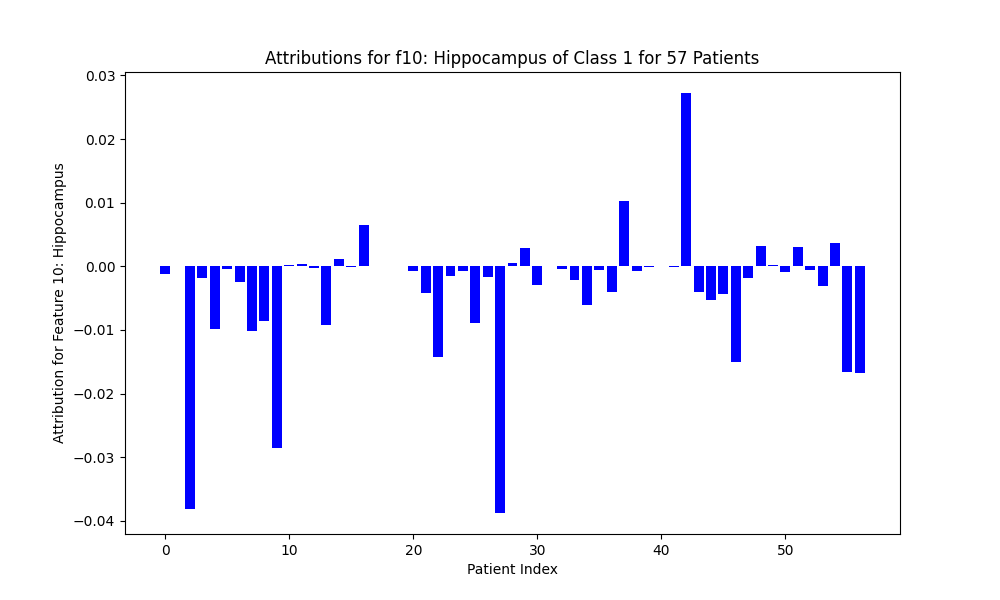 Attributions for f10: Hippocampus of Class 1 for 57 Patients
Attribution for Feature 10: Hippocampus
0.03
0.02
0.01
0.00
−0.01
−0.02
−0.03
−0.04
0 10 20 30 40 50
Patient Index